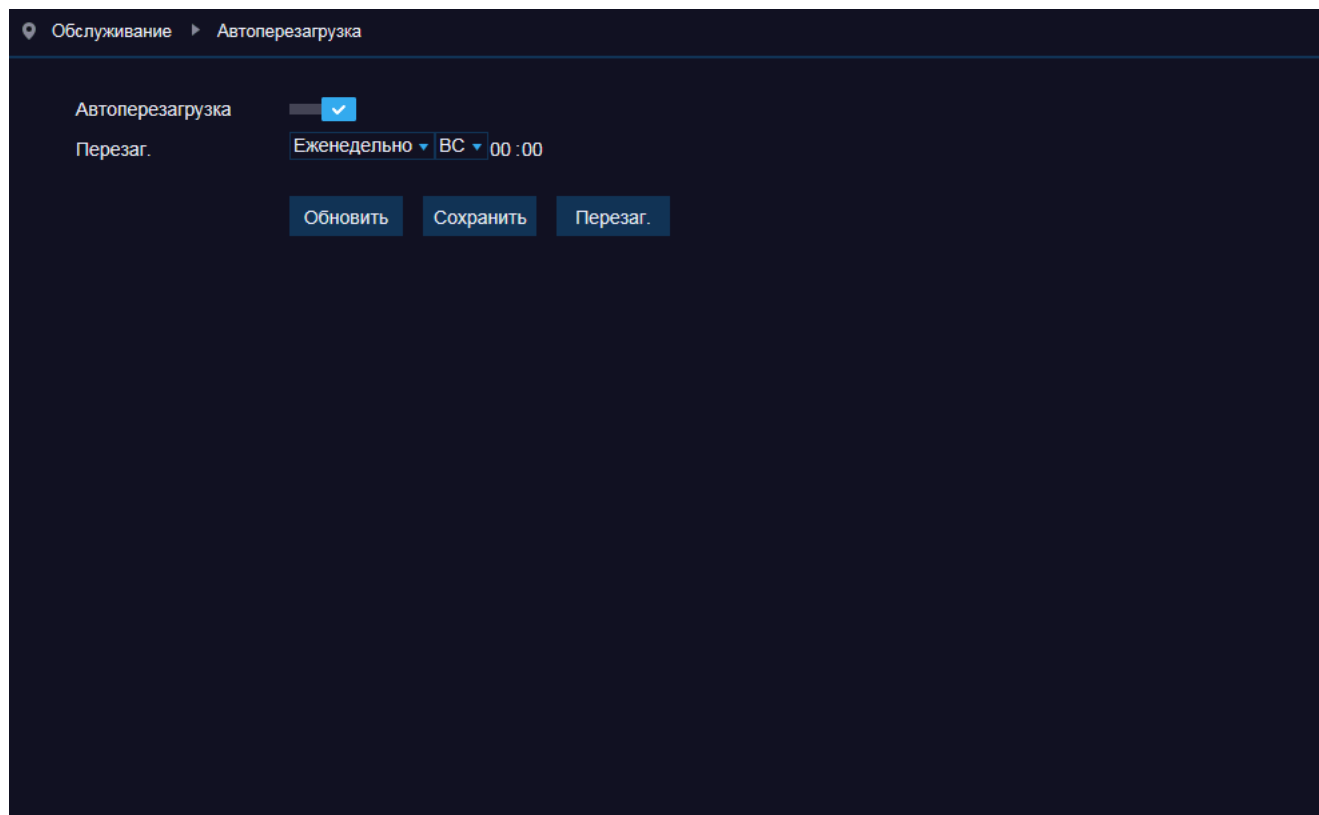 Обслуживание Автоперезагрузка
Автоперезагрузка
Перезаг. Еженедельно ВС 00 :00
Обновить Сохранить Перезаг.